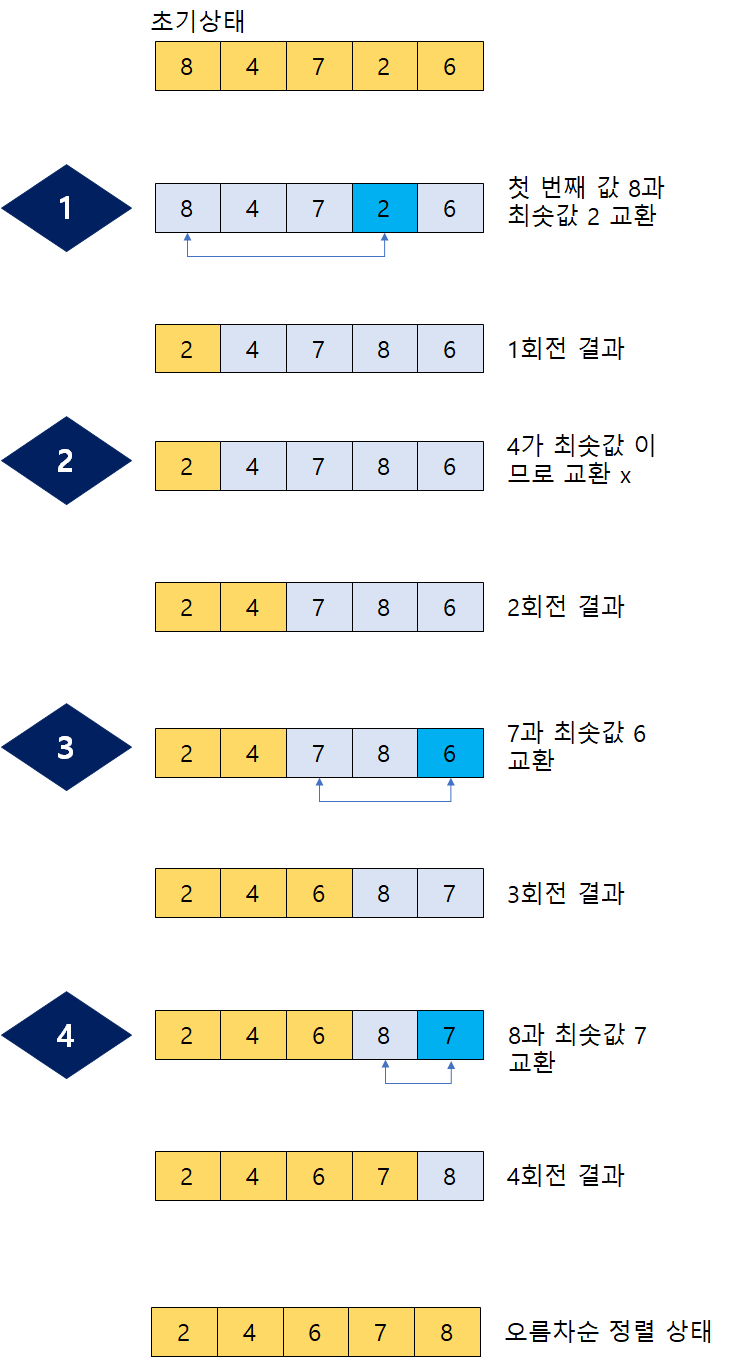 초기상태
8 4 7 2 6
1
8 4 7 2 6
첫 번째 값 8과
최솟값 2 교환
2 4 7 8 6
1회전 결과
2
2 4 7 8 6
4가 최솟값 이
므로 교환 x
2 4 7 8 6
2회전 결과
3
2 4 7 8 6
7과 최솟값 6
교환
2 4 6 8 7
3회전 결과
4
2 4 6 8 7
8과 최솟값 7
교환
2 4 6 7 8
4회전 결과
2 4 6 7 8
오름차순 정렬 상태